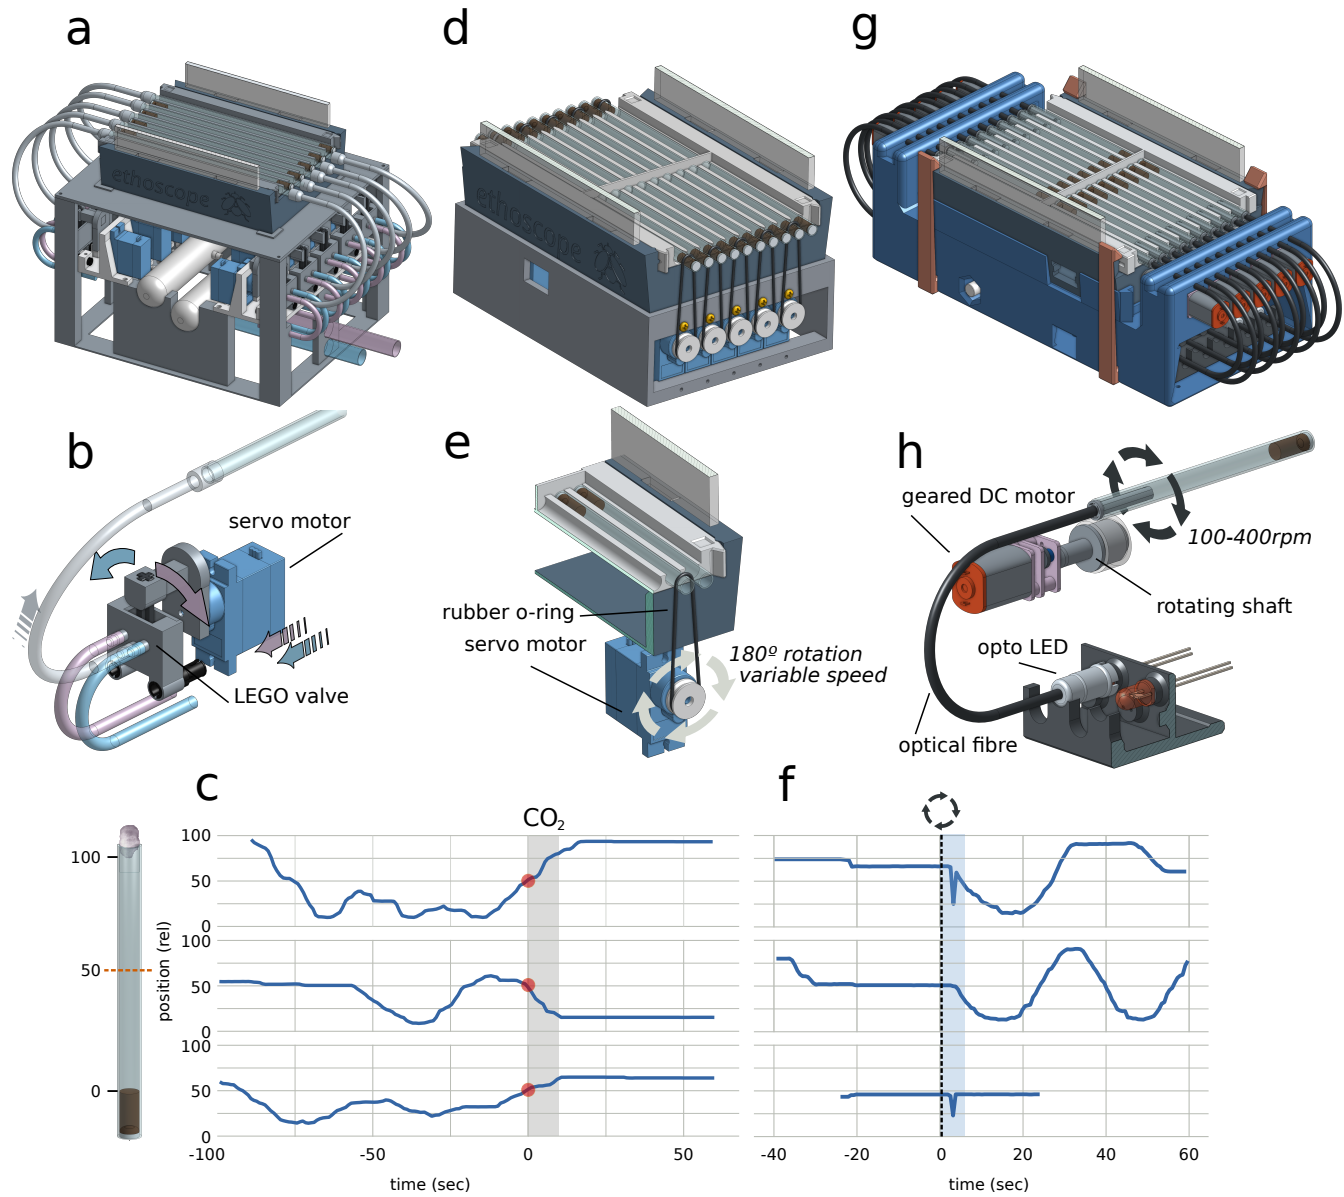 a
d
g
ethoscope
ethoscope
b
servo motor
LEGO valve
e
rubber o-ring
servo motor
180º rotation
variable speed
h
geared DC motor
100-400rpm
rotating shaft
opto LED
optical fibre
c
CO2
100
50
0
position (rel)
100
50
0
100
50
0
100
50
0
-100
-50
0
50
time (sec)
f
-40
-20
0
20
40
60
time (sec)